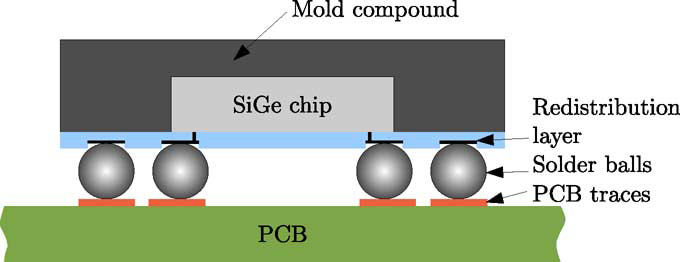 Mold compound
SiGe chip
Redistribution
layer
Solder balls
PCB traces
PCB